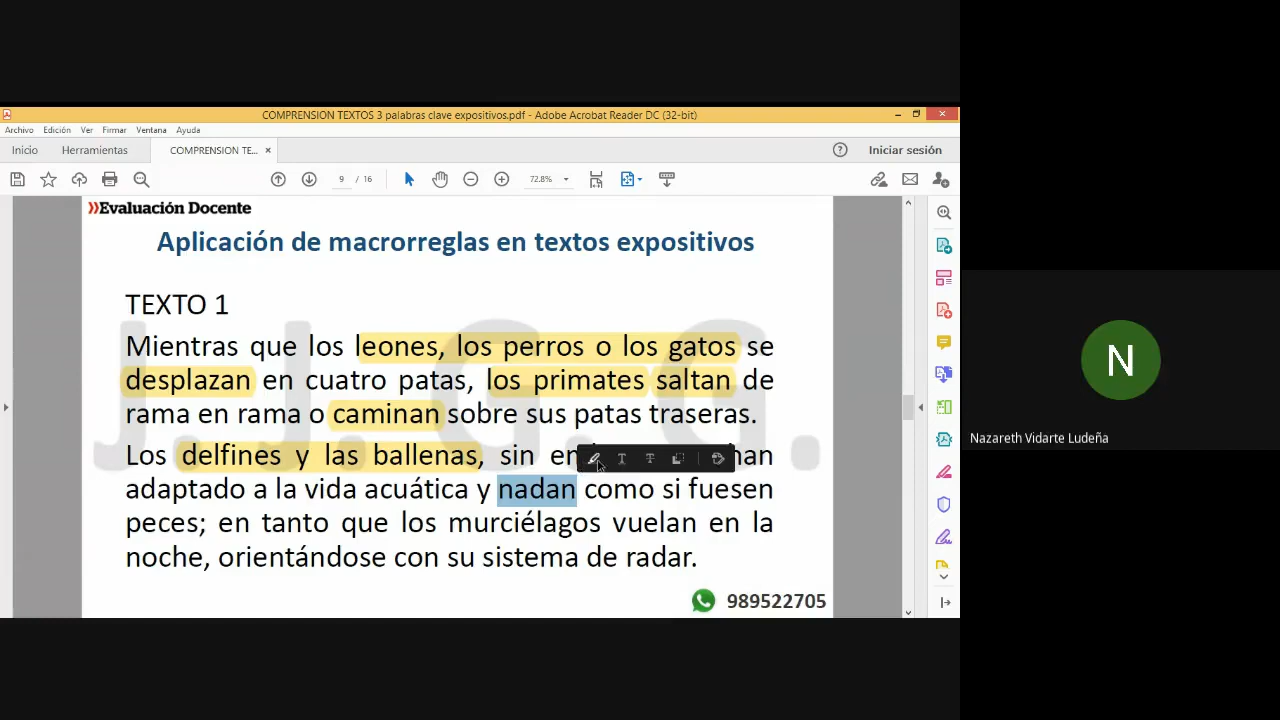 COMPRENSION TEXTOS 3 palabras clave expositivos.pdf - Adobe Acrobat Reader DC (32-bit)
Archivo Edición Ver Firmar Ventana Ayuda
Inicio Herramientas COMPRENSION TE... × Iniciar sesión
9 / 16 72.8%
»Evaluación Docente
Aplicación de macrorreglas en textos expositivos
TEXTO 1
Mientras que los leones, los perros o los gatos se
desplazan en cuatro patas, los primates saltan de
rama en rama o caminan sobre sus patas traseras.
Los delfines y las ballenas, sin han
adaptado a la vida acuática y nadan como si fuesen
peces; en tanto que los murciélagos vuelan en la
noche, orientándose con su sistema de radar.
989522705
J. J. G. G.
N
Nazareth Vidarte Ludeña